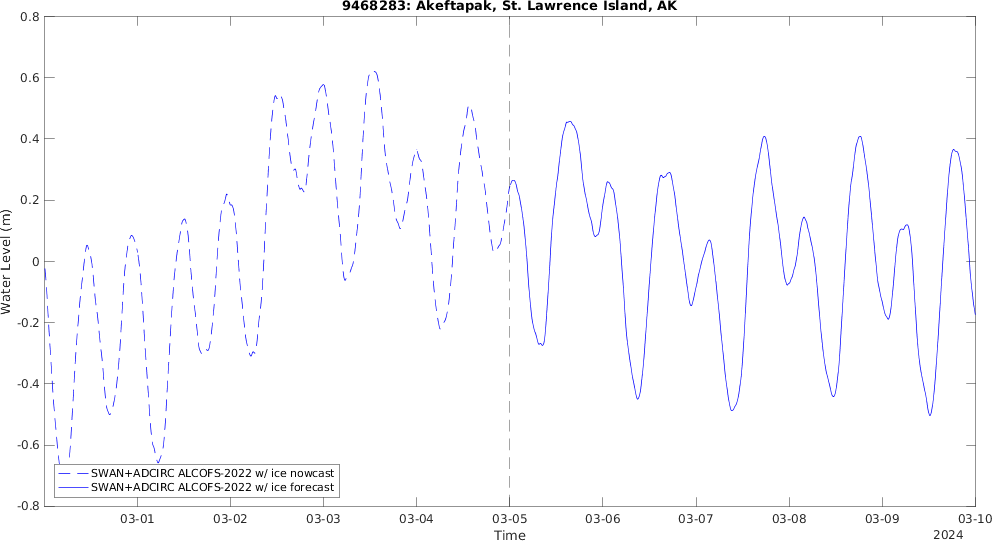 9468283: Akeftapak, St. Lawrence Island, AK
0.8
0.6
0.4
0.2
0
-0.2
-0.4
-0.6
-0.8
Water Level (m)
SWAN+ADCIRC ALCOFS-2022 w/ ice nowcast
SWAN+ADCIRC ALCOFS-2022 w/ ice forecast
03-01 03-02 03-03 03-04 03-05 03-06 03-07 03-08 03-09 03-10
Time
2024